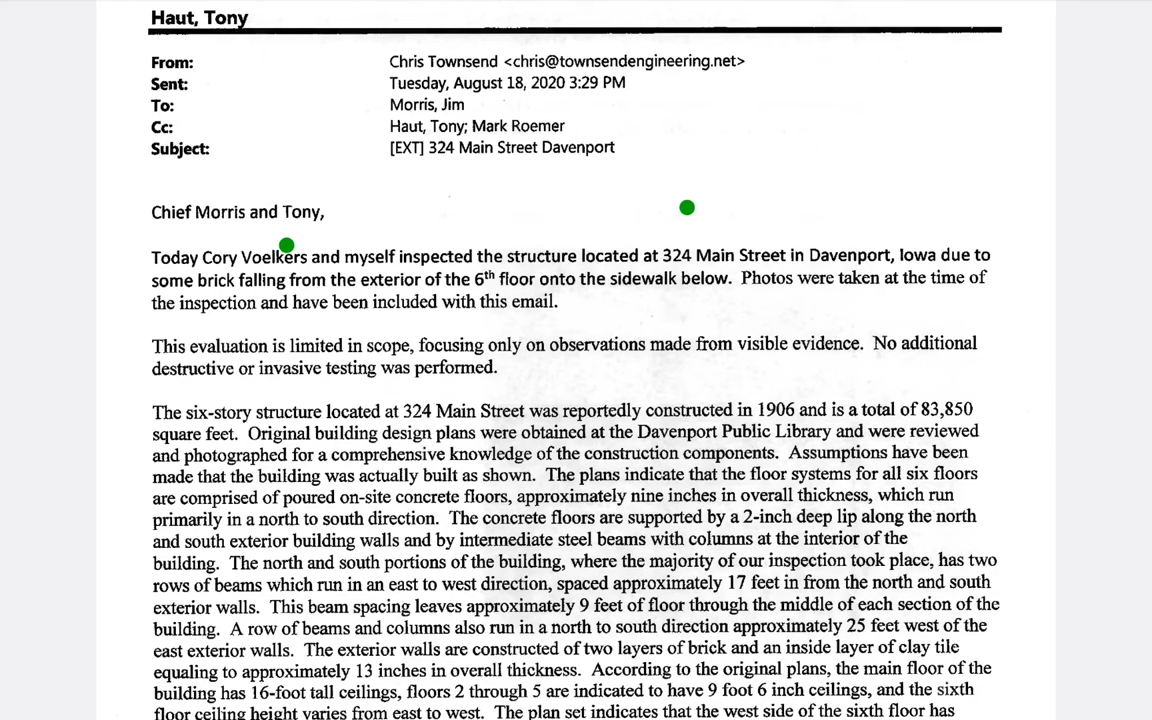 Haut, Tony
From: Chris Townsend <chris@townsendengineering.net>
Sent: Tuesday, August 18, 2020 3:29 PM
To: Morris, Jim
Cc: Haut, Tony; Mark Roemer
Subject: [EXT] 324 Main Street Davenport
Chief Morris and Tony,
Today Cory Voelkers and myself inspected the structure located at 324 Main Street in Davenport, Iowa due to
some brick falling from the exterior of the 6th floor onto the sidewalk below. Photos were taken at the time of
the inspection and have been included with this email.
This evaluation is limited in scope, focusing only on observations made from visible evidence. No additional
destructive or invasive testing was performed.
The six-story structure located at 324 Main Street was reportedly constructed in 1906 and is a total of 83,850
square feet. Original building design plans were obtained at the Davenport Public Library and were reviewed
and photographed for a comprehensive knowledge of the construction components. Assumptions have been
made that the building was actually built as shown. The plans indicate that the floor systems for all six floors
are comprised of poured on-site concrete floors, approximately nine inches in overall thickness, which run
primarily in a north to south direction. The concrete floors are supported by a 2-inch deep lip along the north
and south exterior building walls and by intermediate steel beams with columns at the interior of the
building. The north and south portions of the building, where the majority of our inspection took place, has two
rows of beams which run in an east to west direction, spaced approximately 17 feet in from the north and south
exterior walls. This beam spacing leaves approximately 9 feet of floor through the middle of each section of the
building. A row of beams and columns also run in a north to south direction approximately 25 feet west of the
east exterior walls. The exterior walls are constructed of two layers of brick and an inside layer of clay tile
equaling to approximately 13 inches in overall thickness. According to the original plans, the main floor of the
building has 16-foot tall ceilings, floors 2 through 5 are indicated to have 9 foot 6 inch ceilings, and the sixth
floor ceiling height varies from east to west. The plan set indicates that the west side of the sixth floor has